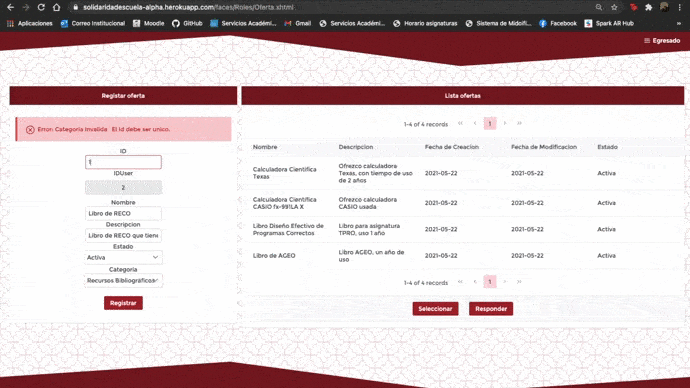 solidaridadescuela-alpha.herokuapp.com/faces/Roles/Oferta.xhtml
Aplicaciones Correo Institucional Moodle GitHub Servicios Académi... Gmail Servicios Académi... Horario asignaturas Sistema de Midoifi... Facebook Spark AR Hub »
Egresado
Registar oferta
Error: Categoria Invalida El Id debe ser unico.
ID
1
IDUser
2
Nombre
Libro de RECO
Descripcion
Libro de RECO que tiene
Estado
Activa
Categoria
Recursos Bibliográficos
Registrar
Lista ofertas
1-4 of 4 records 1
Nombre Descripcion Fecha de Creacion Fecha de Modificacion Estado
Calculadora Cientifica Texas Ofrezco calculadora Texas, con tiempo de uso de 2 años 2021-05-22 2021-05-22 Activa
Calculadora Cientifica CASIO fx-991LA X Ofrezco calculadora CASIO usada 2021-05-22 2021-05-22 Activa
Libro Diseño Efectivo de Programas Correctos Libro para asignatura TPRO, uso 1 año 2021-05-22 2021-05-22 Activa
Libro de AGEO Libro AGEO, un año de uso 2021-05-22 2021-05-22 Activa
1-4 of 4 records 1
Seleccionar Responder